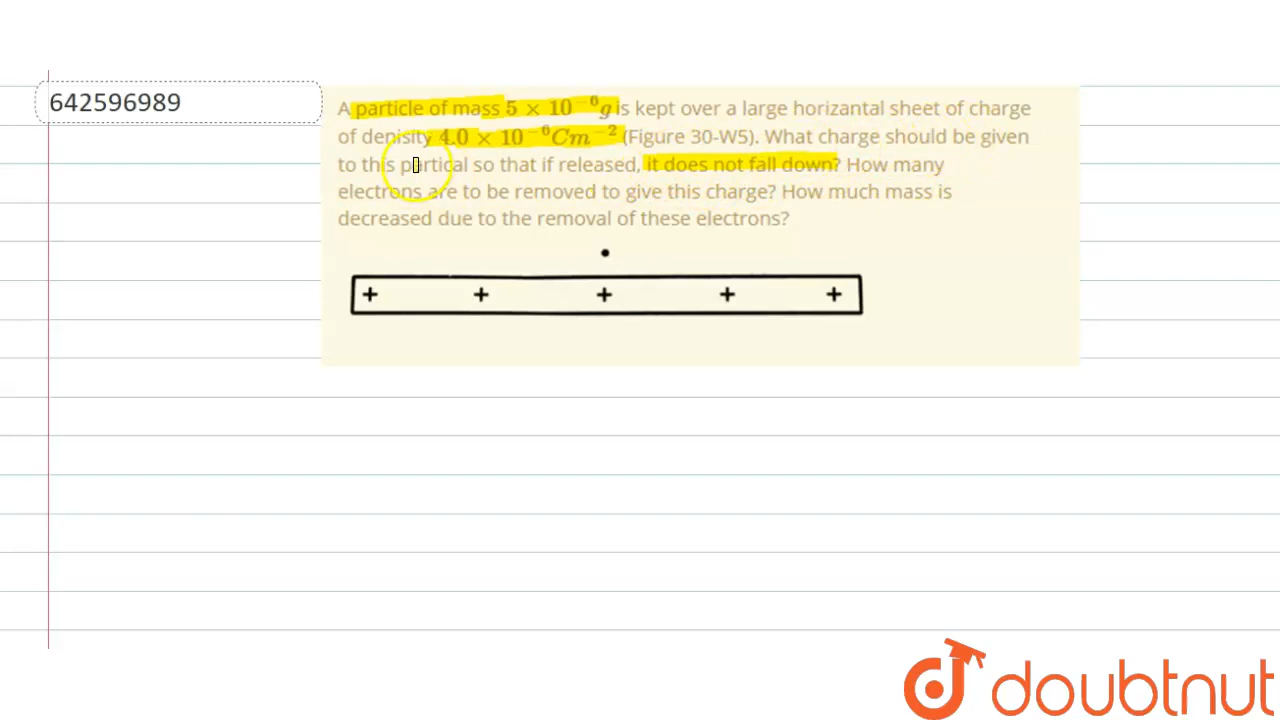 642596989
A particle of mass 5 × 10⁻⁶g is kept over a large horizantal sheet of charge
of denisity 4.0 × 10⁻⁶Cm⁻² (Figure 30-W5). What charge should be given
to this partical so that if released, it does not fall down? How many
electrons are to be removed to give this charge? How much mass is
decreased due to the removal of these electrons?
+ + + + +
doubtnut